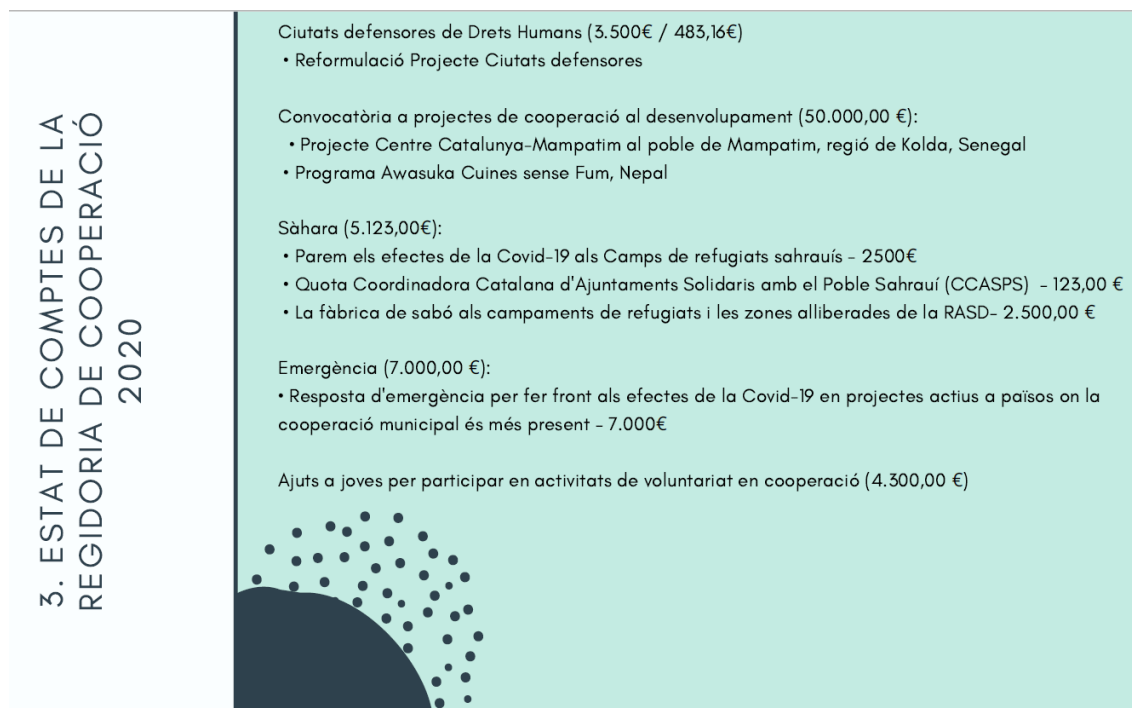 3. ESTAT DE COMPTES DE LA
REGIDORIA DE COOPERACIÓ
2020
Ciutats defensores de Drets Humans (3.500€ / 483,16€)
• Reformulació Projecte Ciutats defensores
Convocatòria a projectes de cooperació al desenvolupament (50.000,00 €):
• Projecte Centre Catalunya-Mampatim al poble de Mampatim, regió de Kolda, Senegal
• Programa Awasuka Cuines sense Fum, Nepal
Sàhara (5.123,00€):
• Parem els efectes de la Covid-19 als Camps de refugiats sahrauís - 2500€
• Quota Coordinadora Catalana d'Ajuntaments Solidaris amb el Poble Sahrauí (CCASPS) - 123,00 €
• La fàbrica de sabó als campaments de refugiats i les zones alliberades de la RASD- 2.500,00 €
Emergència (7.000,00 €):
• Resposta d'emergència per fer front als efectes de la Covid-19 en projectes actius a països on la
cooperació municipal és més present - 7.000€
Ajuts a joves per participar en activitats de voluntariat en cooperació (4.300,00 €)